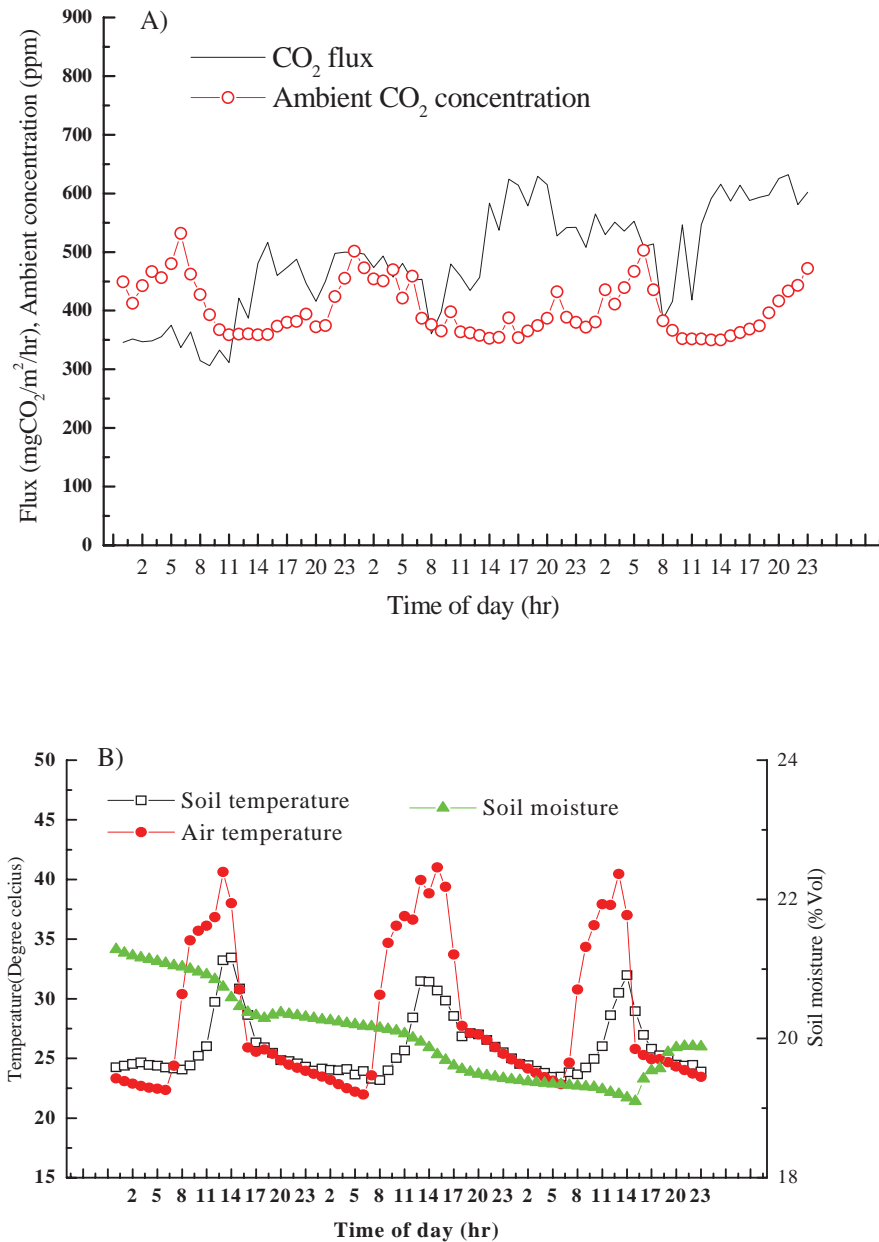 A)
CO2 flux
Ambient CO2 concentration
Flux (mgCO2/m2/hr), Ambient concentration (ppm)
900
800
700
600
500
400
300
200
100
0
2 5 8 11 14 17 20 23 2 5 8 11 14 17 20 23 2 5 8 11 14 17 20 23
Time of day (hr)
B)
Soil temperature
Air temperature
Soil moisture
Temperature(Degree celcius)
50
45
40
35
30
25
20
15
24
22
20
18
Soil moisture (%Vol)
2 5 8 11 14 17 20 23 2 5 8 11 14 17 20 23 2 5 8 11 14 17 20 23
Time of day (hr)